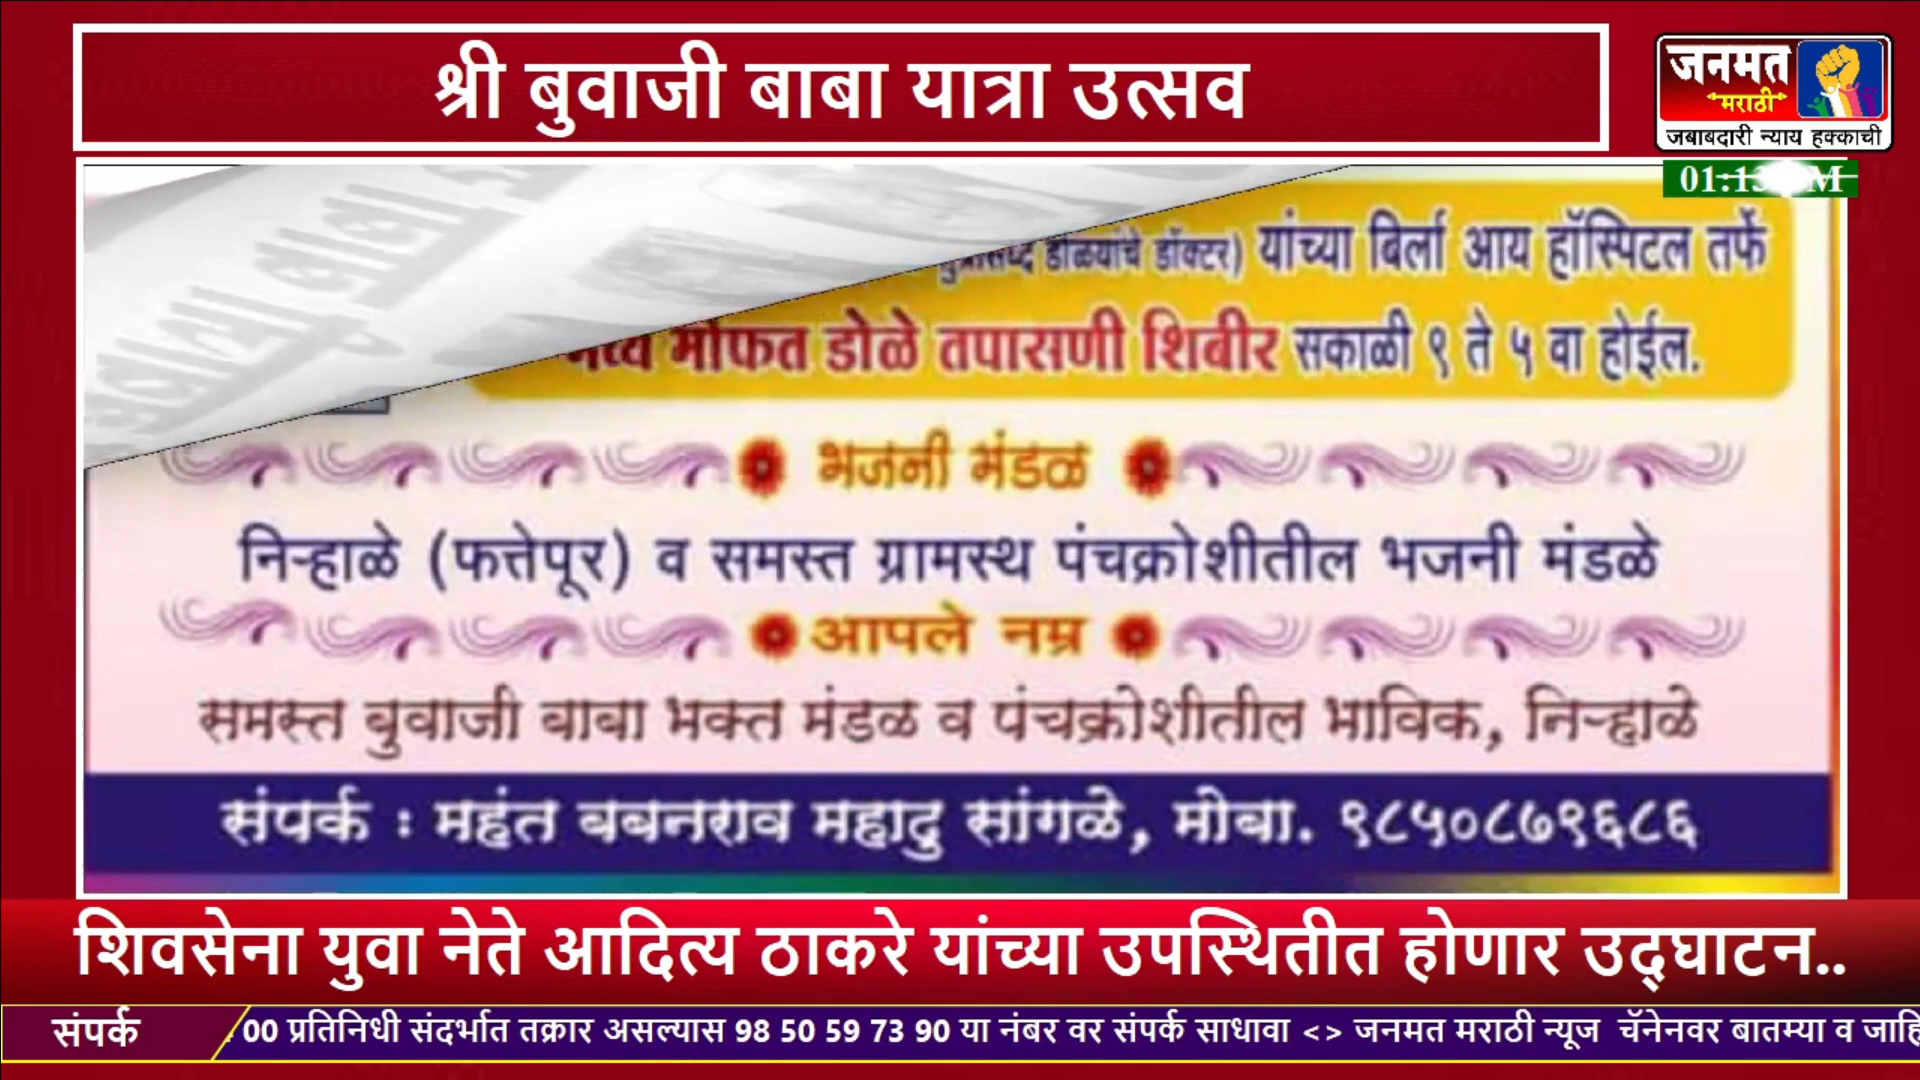 श्री बुवाजी बाबा यात्रा उत्सव
जनमत
मराठी
जबाबदारी न्याय हक्काची
डोळयांचे डॉक्टर) यांच्या बिर्ला आय हॉस्पिटल तर्फे
मोफत डोळे तपासणी शिबीर सकाळी ९ ते ५ वा होईल.
भजनी मंडळ
निऱ्हाळे (फत्तेपूर) व समस्त ग्रामस्थ पंचक्रोशीतील भजनी मंडळे
आपले नम्र
समस्त बुवाजी बाबा भक्त मंडळ व पंचक्रोशीतील भाविक, निऱ्हाळे
संपर्क : महंत बबनराव महादु सांगळे, मोबा. ९८५०८७९६८६
शिवसेना युवा नेते आदित्य ठाकरे यांच्या उपस्थितीत होणार उद्घाटन..
संपर्क
00 प्रतिनिधी संदर्भात तक्रार असल्यास 98 50 59 73 90 या नंबर वर संपर्क साधावा <> जनमत मराठी न्यूज चॅनेनवर बातम्या व